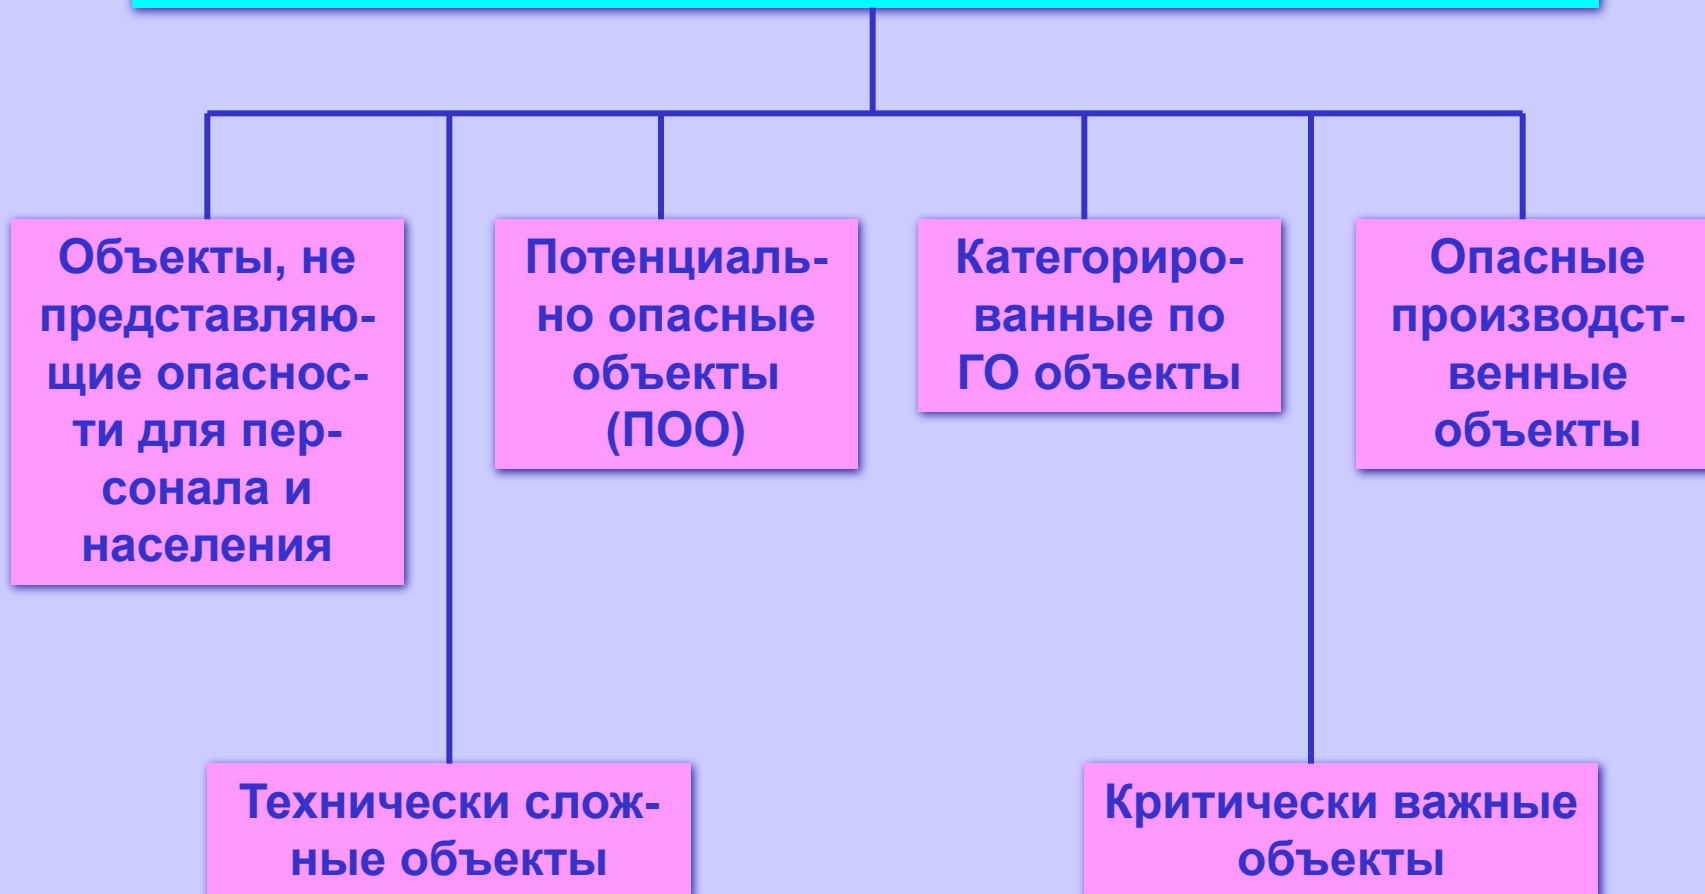 Объекты, не
представляю-
щие опаснос-
ти для пер-
сонала и
населения
Потенциаль-
но опасные
объекты
(ПОО)
Категориро-
ванные по
ГО объекты
Опасные
производст-
венные
объекты
Технически слож-
ные объекты
Критически важные
объекты